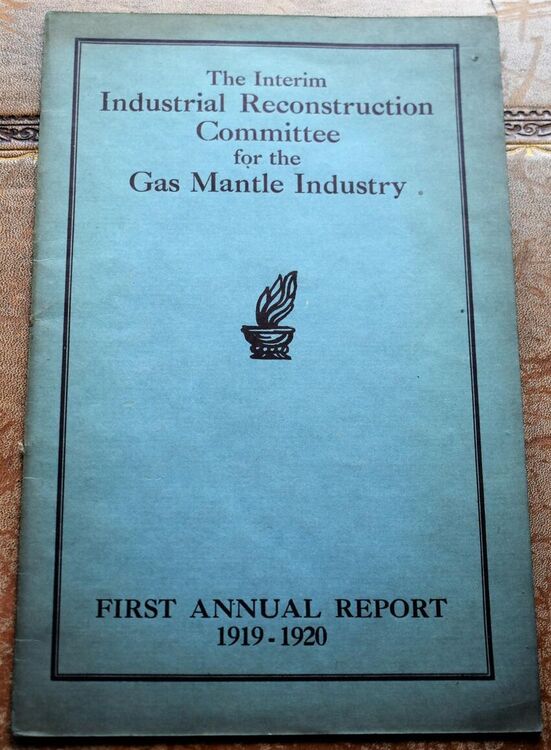 The Interim
Industrial Reconstruction
Committee
for the
Gas Mantle Industry
FIRST ANNUAL REPORT
1919-1920